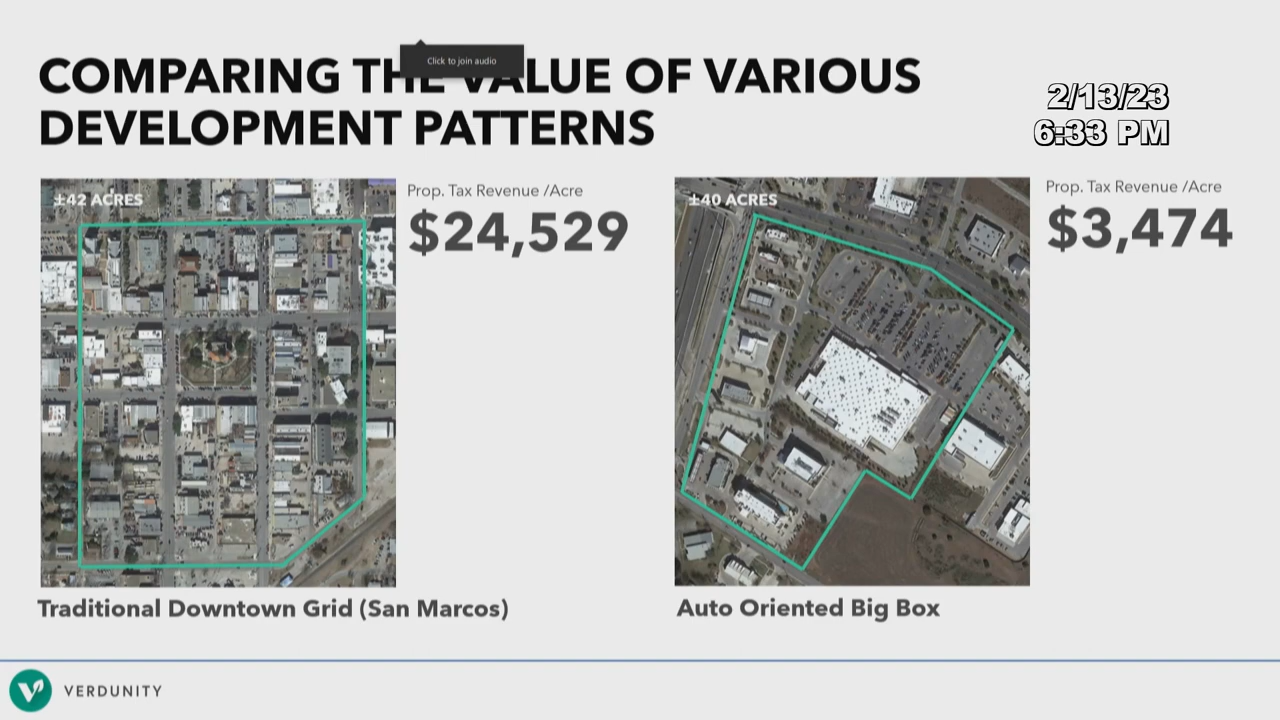 Click to join audio
COMPARING THE VALUE OF VARIOUS
DEVELOPMENT PATTERNS
2/13/23
6:33 PM
±42 ACRES
Prop. Tax Revenue /Acre
$24,529
±40 ACRES
Prop. Tax Revenue /Acre
$3,474
Traditional Downtown Grid (San Marcos)
Auto Oriented Big Box
VERDUNITY